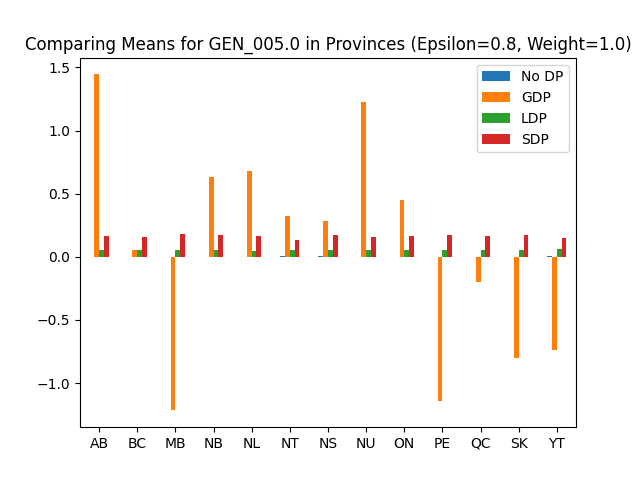 Comparing Means for GEN_005.0 in Provinces (Epsilon=0.8, Weight=1.0)
1.5
1.0
0.5
0.0
−0.5
−1.0
No DP
GDP
LDP
SDP
AB BC MB NB NL NT NS NU ON PE QC SK YT